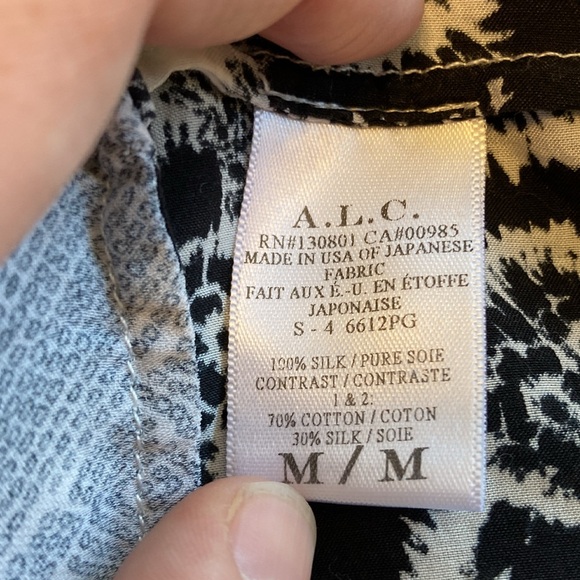 A.L.C.
RN#130801 CA#00985
MADE IN USA OF JAPANESE
FABRIC
FAIT AUX É.-U. EN ÉTOFFE
JAPONAISE
S - 4 6612PG
100% SILK / PURE SOIE
CONTRAST / CONTRASTE
1 & 2:
70% COTTON / COTON
30% SILK / SOIE
M / M